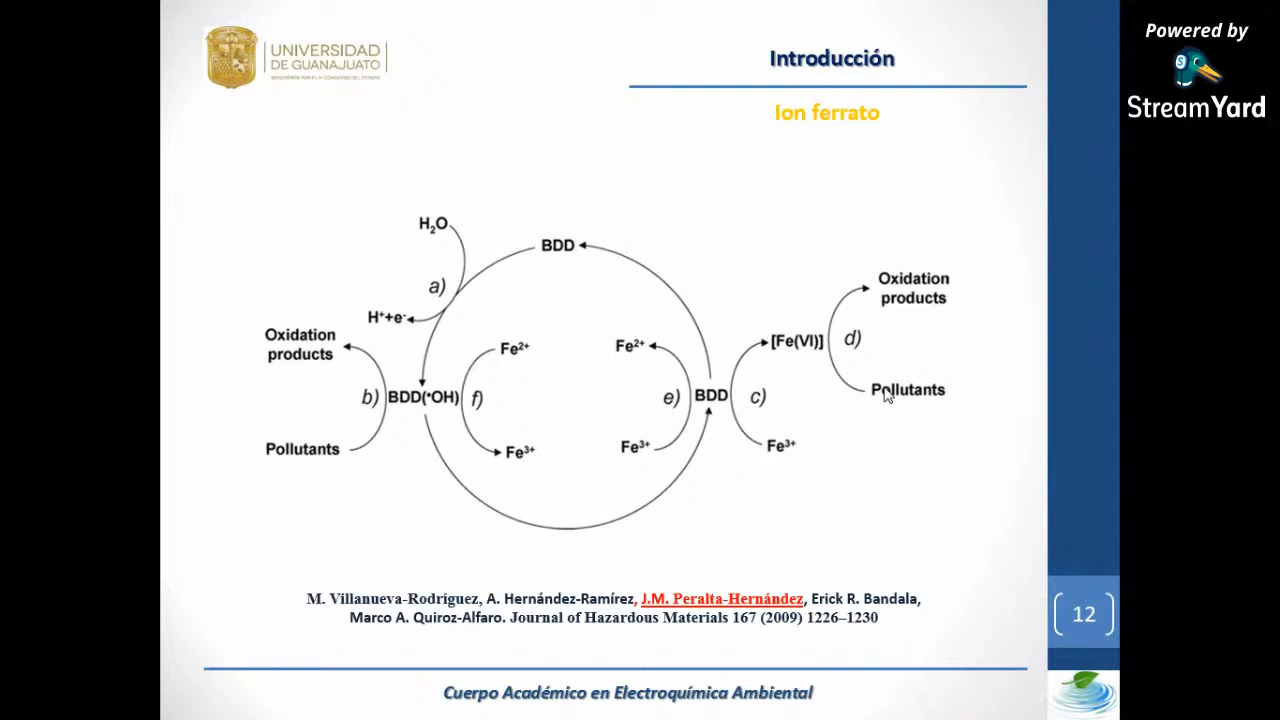 UNIVERSIDAD
DE GUANAJUATO
Introducción
Ion ferrato
Powered by
StreamYard
H₂O
BDD
a)
H⁺+e⁻
Oxidation
products
Fe²⁺
Fe²⁺
[Fe(VI)]
d)
Oxidation
products
b)
BDD(•OH)
f)
e)
BDD
c)
Pollutants
Pollutants
Fe³⁺
Fe³⁺
Fe³⁺
M. Villanueva-Rodríguez, A. Hernández-Ramírez, J.M. Peralta-Hernández, Erick R. Bandala,
Marco A. Quiroz-Alfaro. Journal of Hazardous Materials 167 (2009) 1226–1230
12
Cuerpo Académico en Electroquímica Ambiental